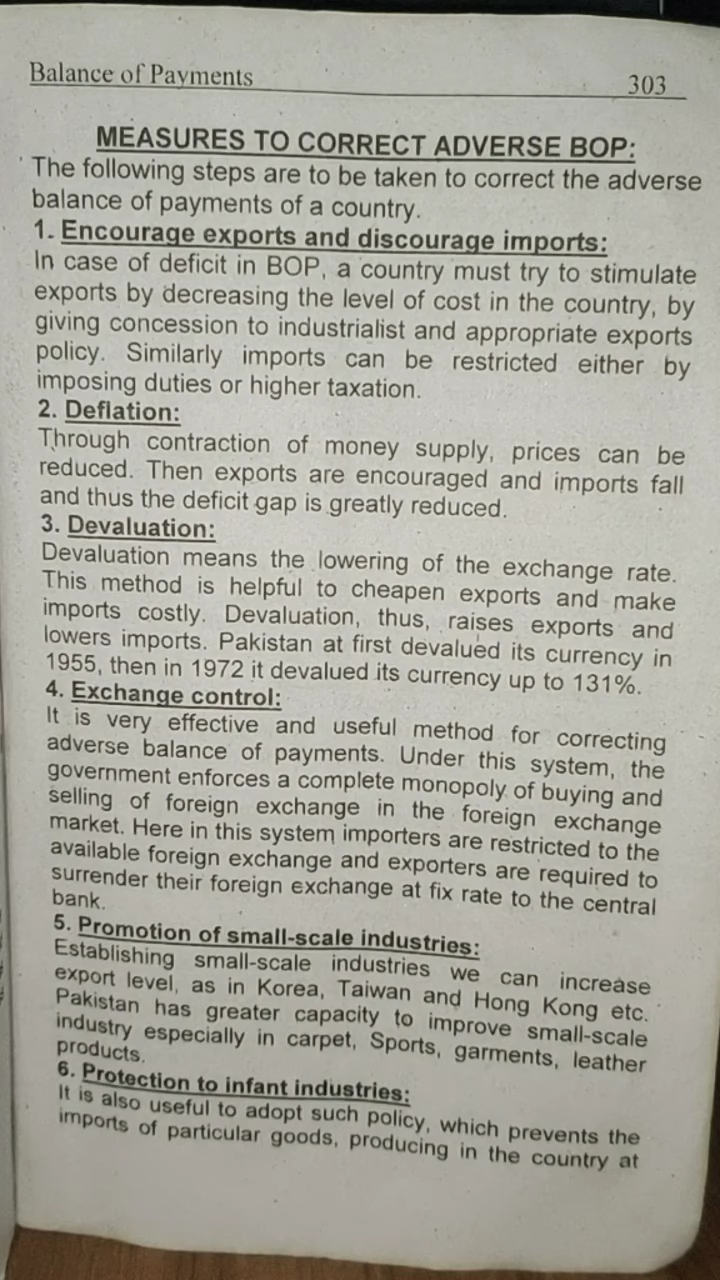 Balance of Payments 303
MEASURES TO CORRECT ADVERSE BOP:
The following steps are to be taken to correct the adverse
balance of payments of a country.
1. Encourage exports and discourage imports:
In case of deficit in BOP, a country must try to stimulate
exports by decreasing the level of cost in the country, by
giving concession to industrialist and appropriate exports
policy. Similarly imports can be restricted either by
imposing duties or higher taxation.
2. Deflation:
Through contraction of money supply, prices can be
reduced. Then exports are encouraged and imports fall
and thus the deficit gap is greatly reduced.
3. Devaluation:
Devaluation means the lowering of the exchange rate.
This method is helpful to cheapen exports and make
imports costly. Devaluation, thus, raises exports and
lowers imports. Pakistan at first devalued its currency in
1955, then in 1972 it devalued its currency up to 131%.
4. Exchange control:
It is very effective and useful method for correcting
adverse balance of payments. Under this system, the
government enforces a complete monopoly of buying and
selling of foreign exchange in the foreign exchange
market. Here in this system importers are restricted to the
available foreign exchange and exporters are required to
surrender their foreign exchange at fix rate to the central
bank.
5. Promotion of small-scale industries:
Establishing small-scale industries we can increase
export level, as in Korea, Taiwan and Hong Kong etc.
Pakistan has greater capacity to improve small-scale
industry especially in carpet, Sports, garments, leather
products.
6. Protection to infant industries:
It is also useful to adopt such policy, which prevents the
imports of particular goods, producing in the country at